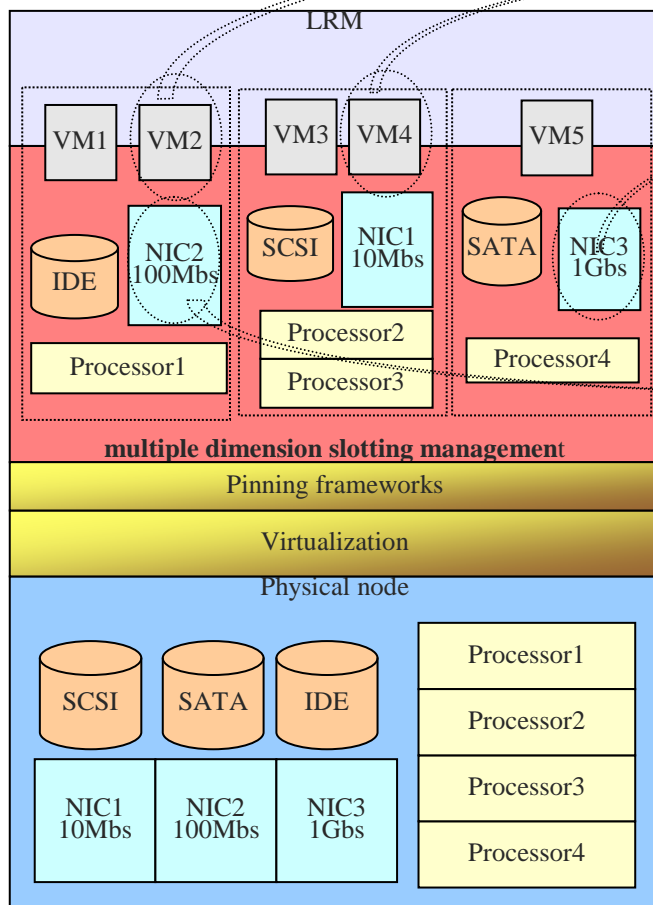 LRM
VM1
VM2
VM3
VM4
VM5
IDE
NIC2
100Mbs
SCSI
NIC1
10Mbs
SATA
NIC3
1Gbs
Processor1
Processor2
Processor3
Processor4
multiple dimension slotting management
Pinning frameworks
Virtualization
Physical node
SCSI
SATA
IDE
NIC1
10Mbs
NIC2
100Mbs
NIC3
1Gbs
Processor1
Processor2
Processor3
Processor4